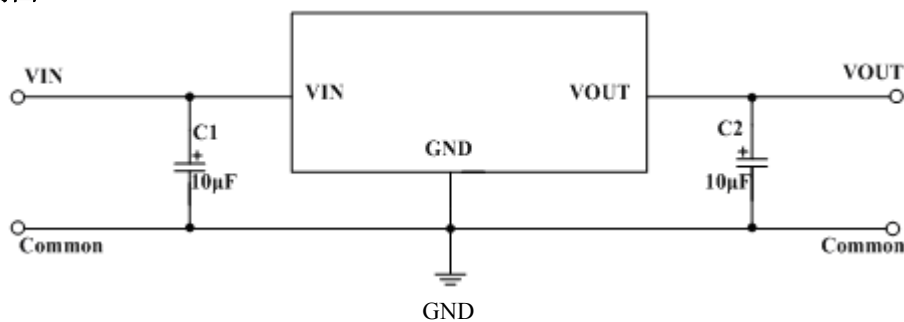 VIN
VOUT
VIN
VOUT
C1
+
10μF
GND
C2
+
10μF
Common
Common
GND